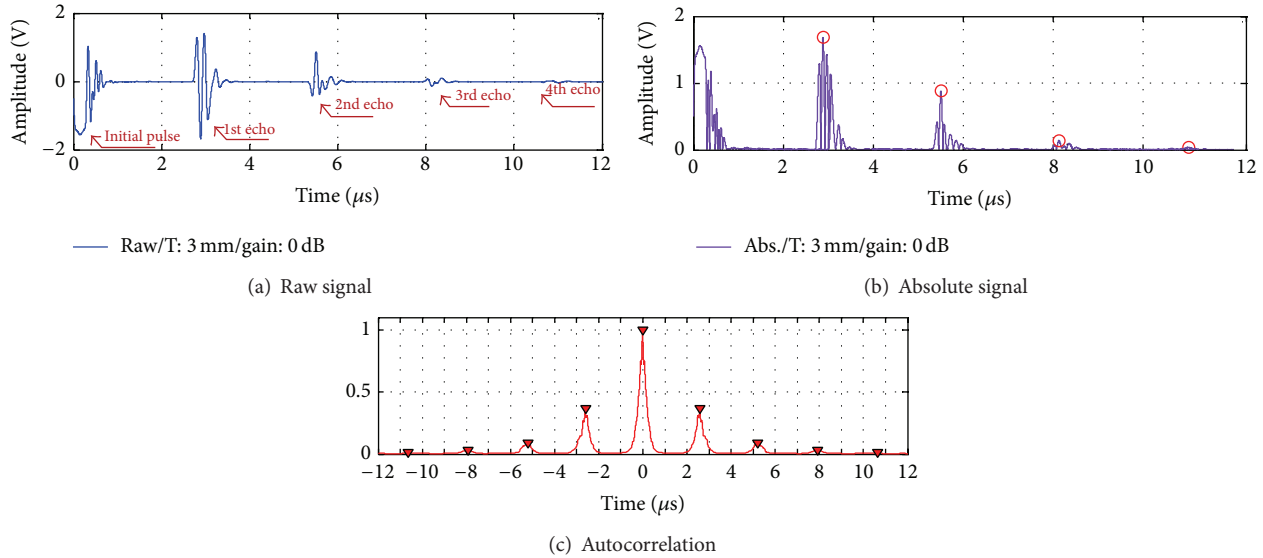 2
0
−2
Amplitude (V)
0 2 4 6 8 10 12
Time (μs)
Initial pulse
1st echo
2nd echo
3rd echo
4th echo
Raw/T: 3 mm/gain: 0 dB
(a) Raw signal
2
1
0
Amplitude (V)
0 2 4 6 8 10 12
Time (μs)
Abs./T: 3 mm/gain: 0 dB
(b) Absolute signal
1
0.5
0
−12 −10 −8 −6 −4 −2 0 2 4 6 8 10 12
Time (μs)
(c) Autocorrelation